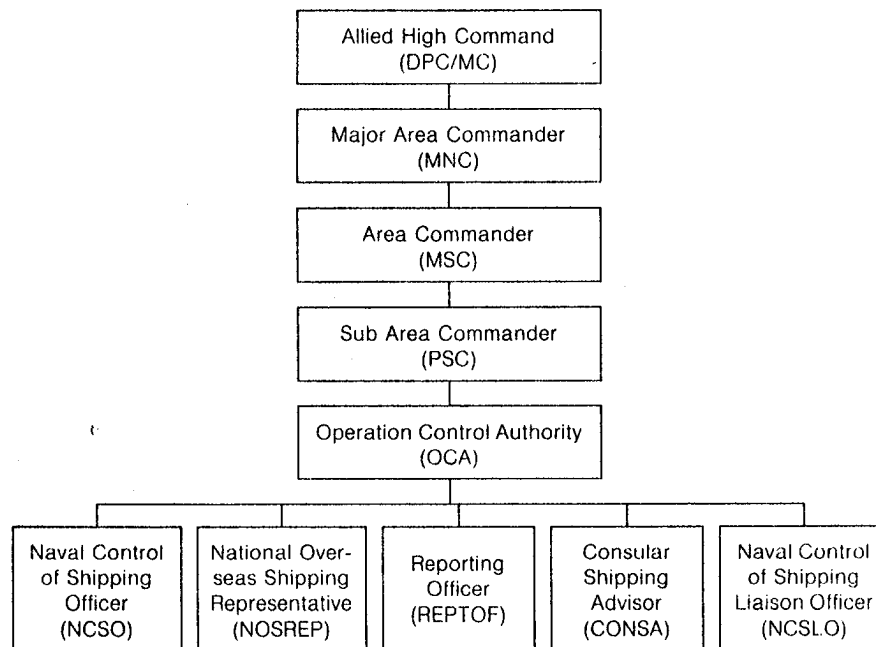 Allied High Command
(DPC/MC)
Major Area Commander
(MNC)
Area Commander
(MSC)
Sub Area Commander
(PSC)
Operation Control Authority
(OCA)
Naval Control
of Shipping
Officer
(NCSO)
National Over-
seas Shipping
Representative
(NOSREP)
Reporting
Officer
(REPTOF)
Consular
Shipping
Advisor
(CONSA)
Naval Control
of Shipping
Liaison Officer
(NCSLO)